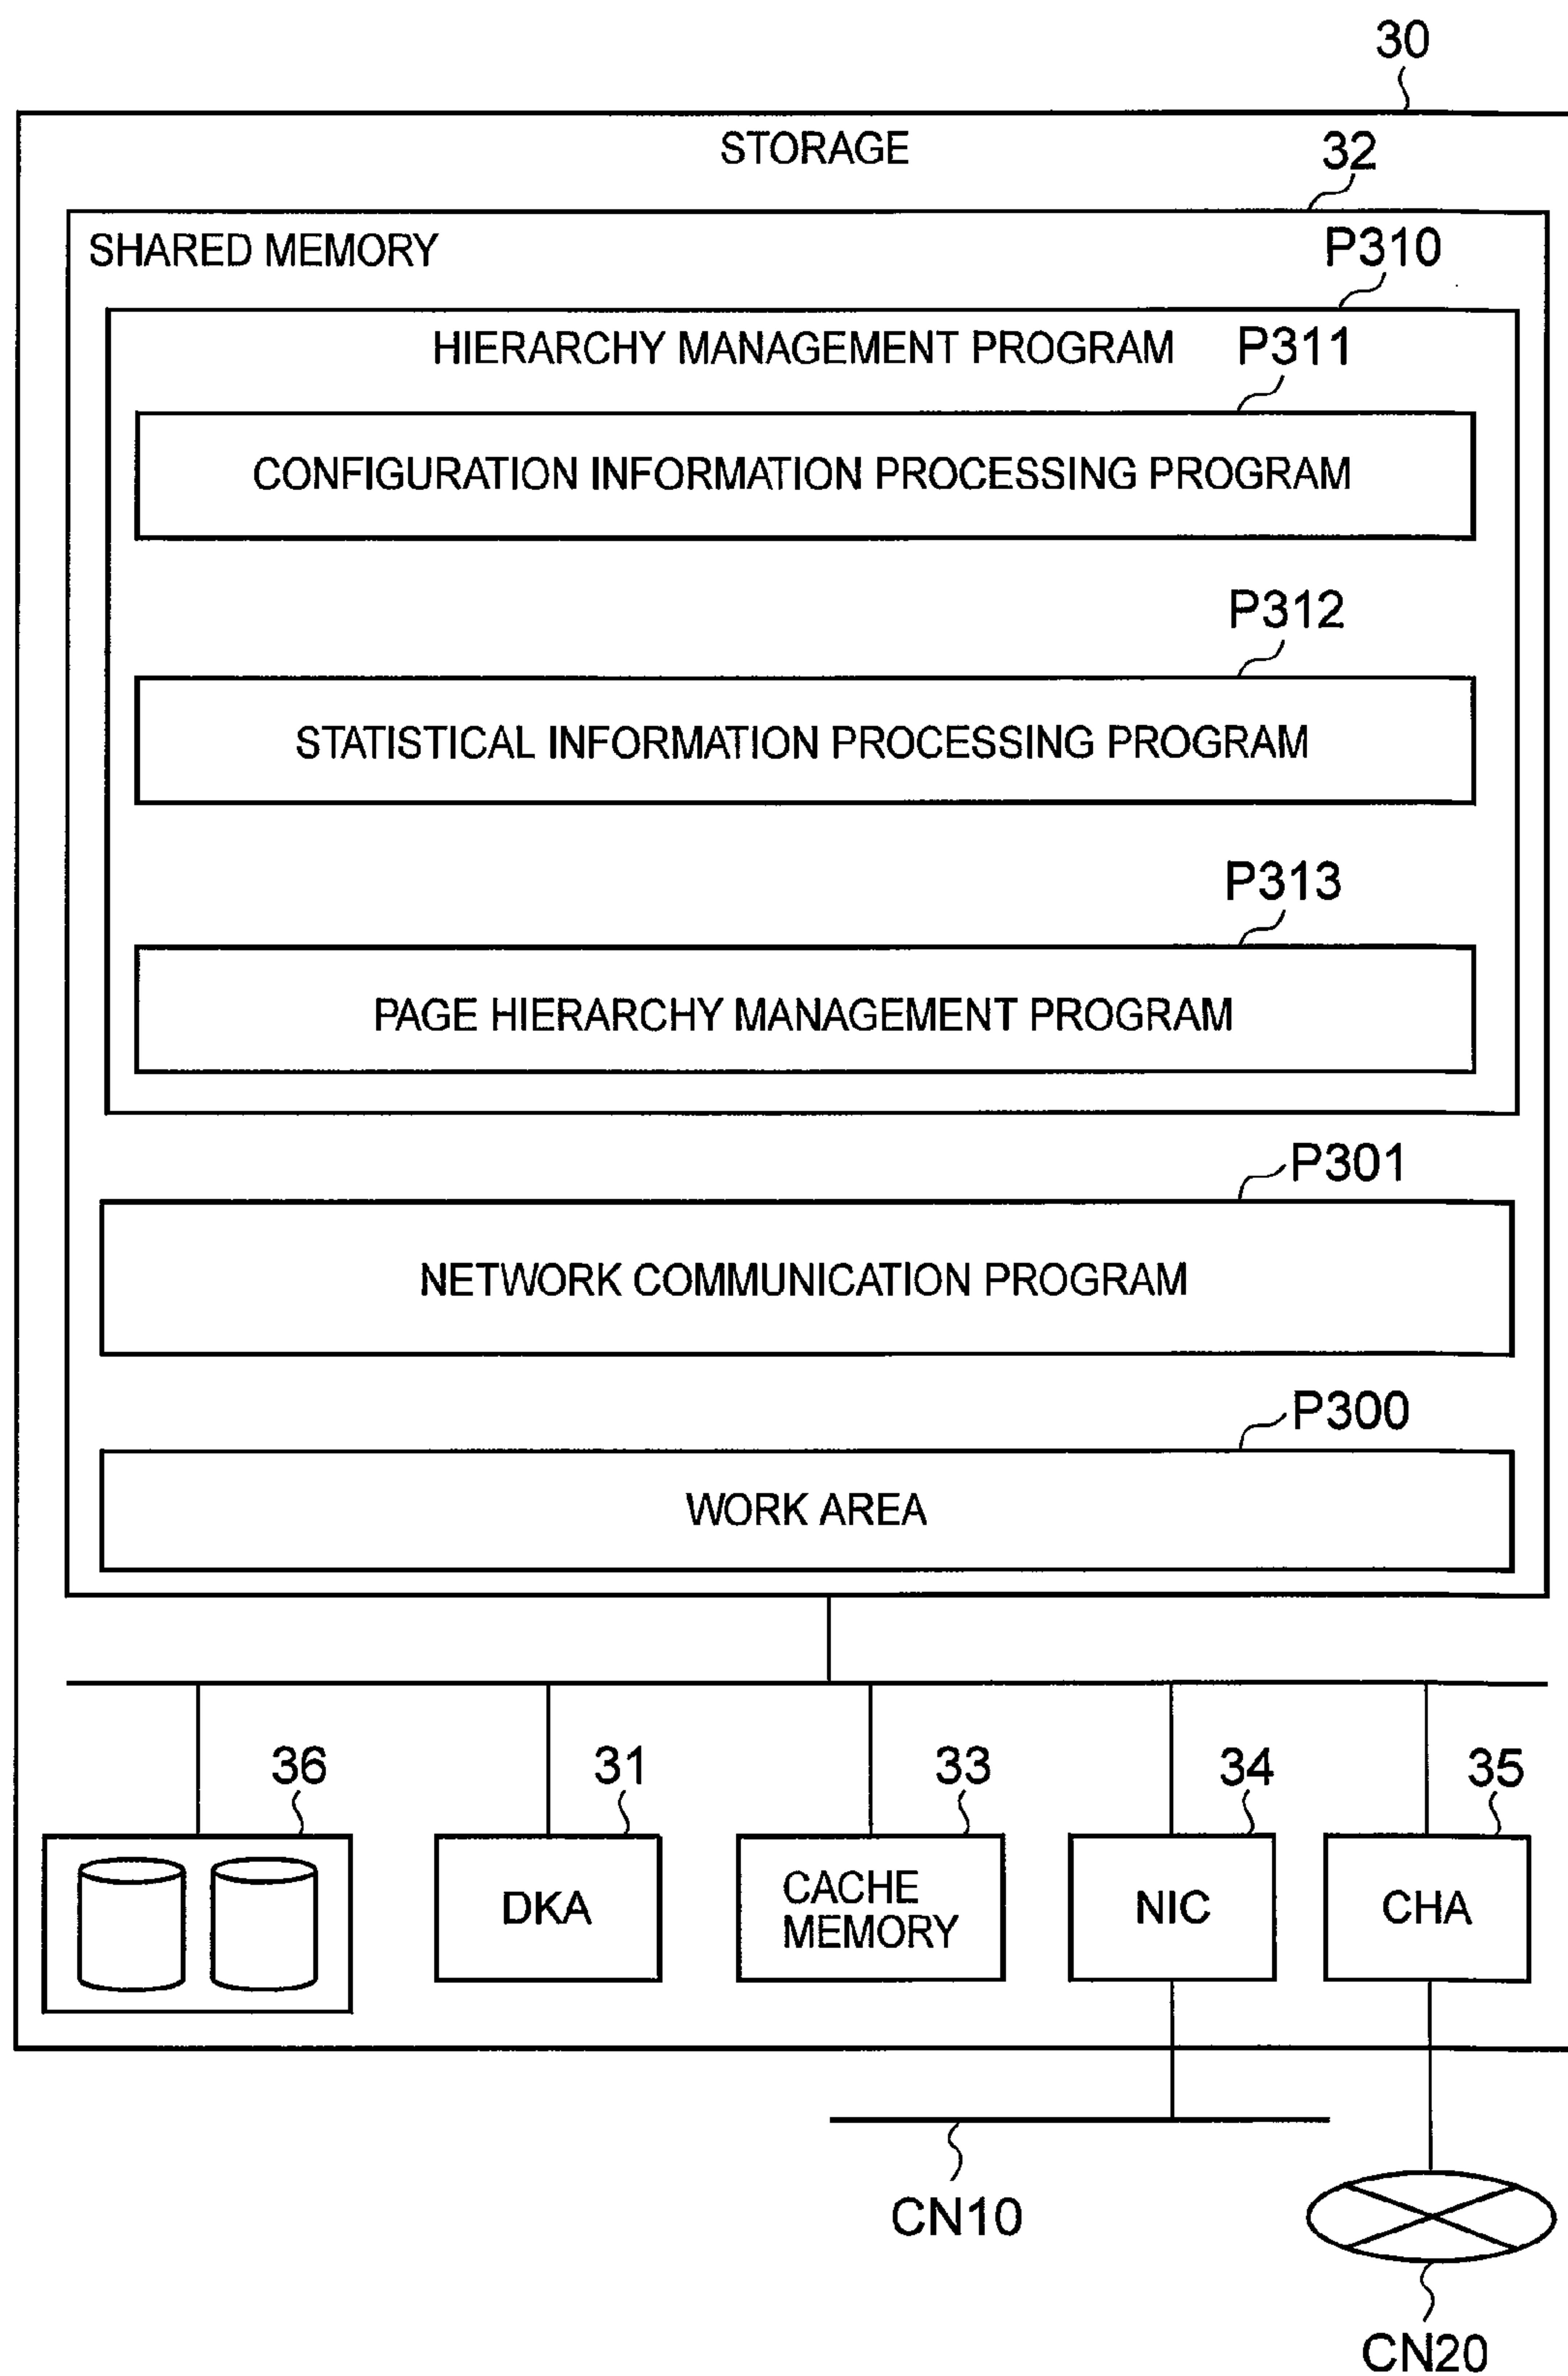 30
STORAGE
32
SHARED MEMORY
P310
HIERARCHY MANAGEMENT PROGRAM
P311
CONFIGURATION INFORMATION PROCESSING PROGRAM
P312
STATISTICAL INFORMATION PROCESSING PROGRAM
P313
PAGE HIERARCHY MANAGEMENT PROGRAM
P301
NETWORK COMMUNICATION PROGRAM
P300
WORK AREA
36
31
33
34
35
DKA
CACHE
MEMORY
NIC
CHA
CN10
CN20